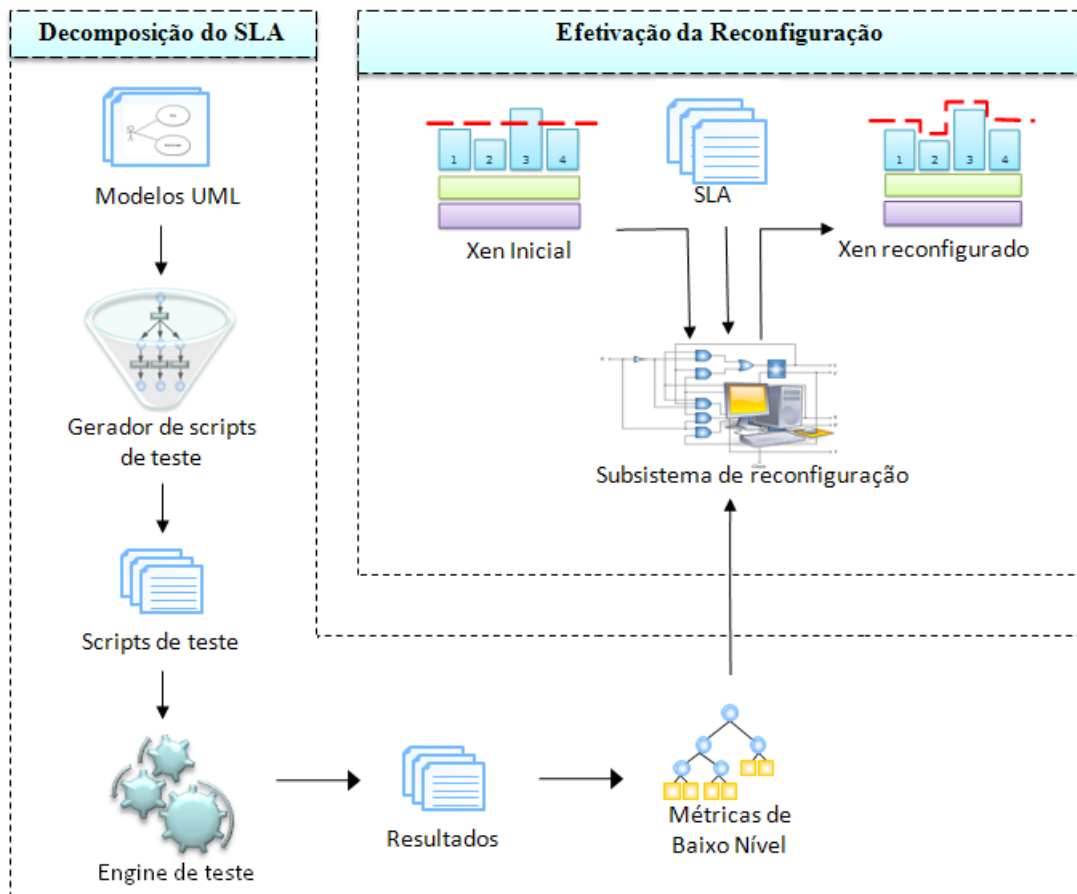 Decomposição do SLA
Efetivação da Reconfiguração
Modelos UML
1 2 3 4
Xen Inicial
SLA
1 2 3 4
Xen reconfigurado
Gerador de scripts
de teste
Subsistema de reconfiguração
Scripts de teste
Engine de teste
Resultados
Métricas de
Baixo Nível